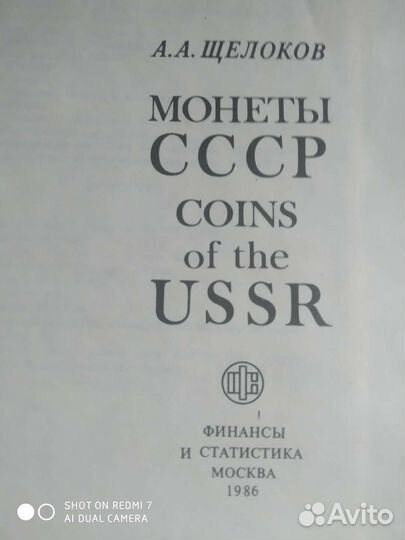 А.А. ЩЕЛОКОВ
МОНЕТЫ
СССР
COINS
of the
USSR
ФИНАНСЫ
И СТАТИСТИКА
МОСКВА
1986
SHOT ON REDMI 7
AI DUAL CAMERA
Avito